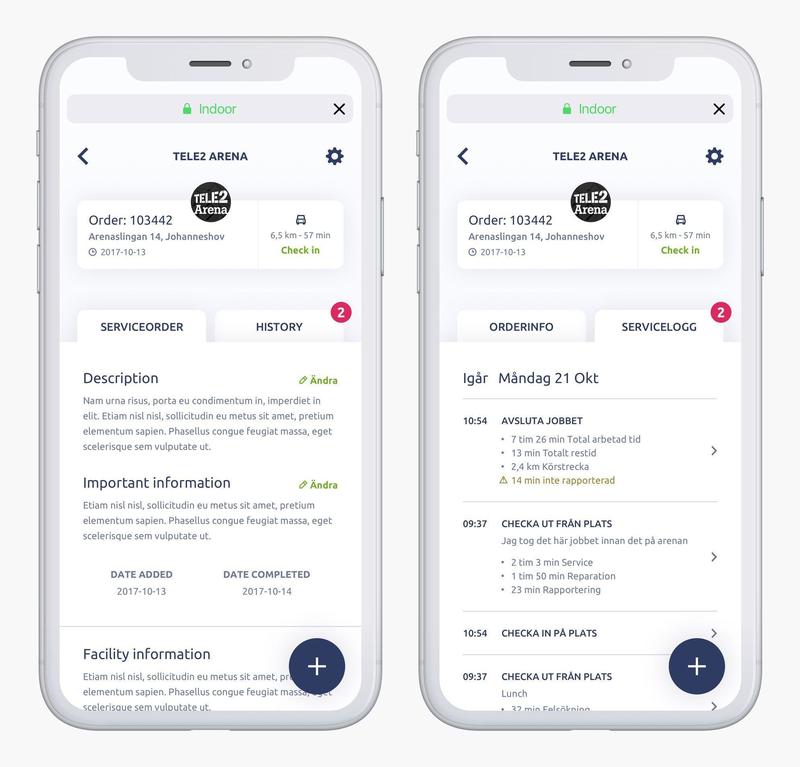 Indoor
TELE2 ARENA
TELE2
Arena
Order: 103442
Arenaslingan 14, Johanneshov
2017-10-13
6,5 km - 57 min
Check in
SERVICEORDER
HISTORY
2
Description
Ändra
Nam urna risus, porta eu condimentum in, imperdiet in
elit. Etiam nisl nisl, sollicitudin eu metus sit amet, pretium
elementum sapien. Phasellus congue feugiat massa, eget
scelerisque sem vulputate ut.
Important information
Ändra
Etiam nisl nisl, sollicitudin eu metus sit amet, pretium
elementum sapien. Phasellus congue feugiat massa, eget
scelerisque sem vulputate ut.
DATE ADDED
DATE COMPLETED
2017-10-13
2017-10-14
Facility information
Etiam nisl nisl, sollicitudin eu metus sit amet,
elementum sapien. Phasellus congue feugiat massa,
scelerisque sem vulputate ut.
Indoor
TELE2 ARENA
TELE2
Arena
Order: 103442
Arenaslingan 14, Johanneshov
2017-10-13
6,5 km - 57 min
Check in
ORDERINFO
SERVICELOGG
2
Igår Måndag 21 Okt
10:54 AVSLUTA JOBBET
• 7 tim 26 min Total arbetad tid
• 13 min Totalt restid
• 2,4 km Körstrecka
14 min inte rapporterad
09:37 CHECKA UT FRÅN PLATS
Jag tog det här jobbet innan det på arenan
• 2 tim 3 min Service
• 1 tim 50 min Reparation
• 23 min Rapportering
10:54 CHECKA IN PÅ PLATS
09:37 CHECKA UT FRÅN PLATS
Lunch
• 32 min Felsökning